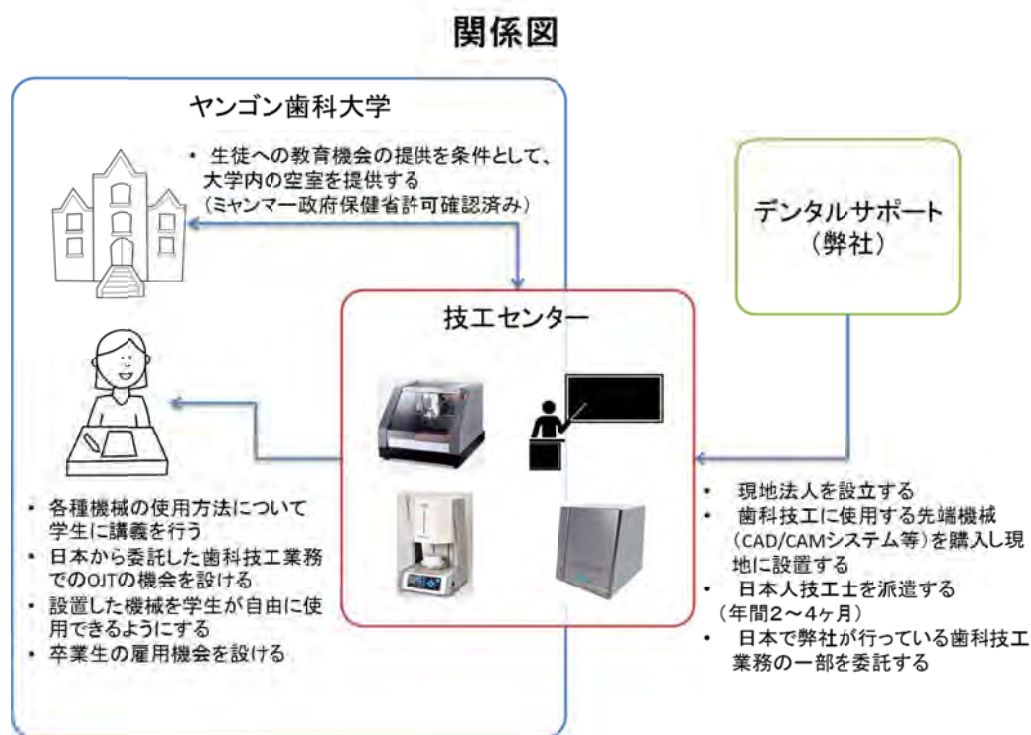 関係図
ヤンゴン歯科大学
• 生徒への教育機会の提供を条件として、
大学内の空室を提供する
（ミャンマー政府保健省許可確認済み）
デンタルサポート
（弊社）
技工センター
• 各種機械の使用方法について
学生に講義を行う
• 日本から委託した歯科技工業務
でのOJTの機会を設ける
• 設置した機械を学生が自由に使
用できるようにする
• 卒業生の雇用機会を設ける
• 現地法人を設立する
• 歯科技工に使用する先端機械
（CAD/CAMシステム等）を購入し現
地に設置する
• 日本人技工士を派遣する
（年間２～４ヶ月）
• 日本で弊社が行っている歯科技工
業務の一部を委託する